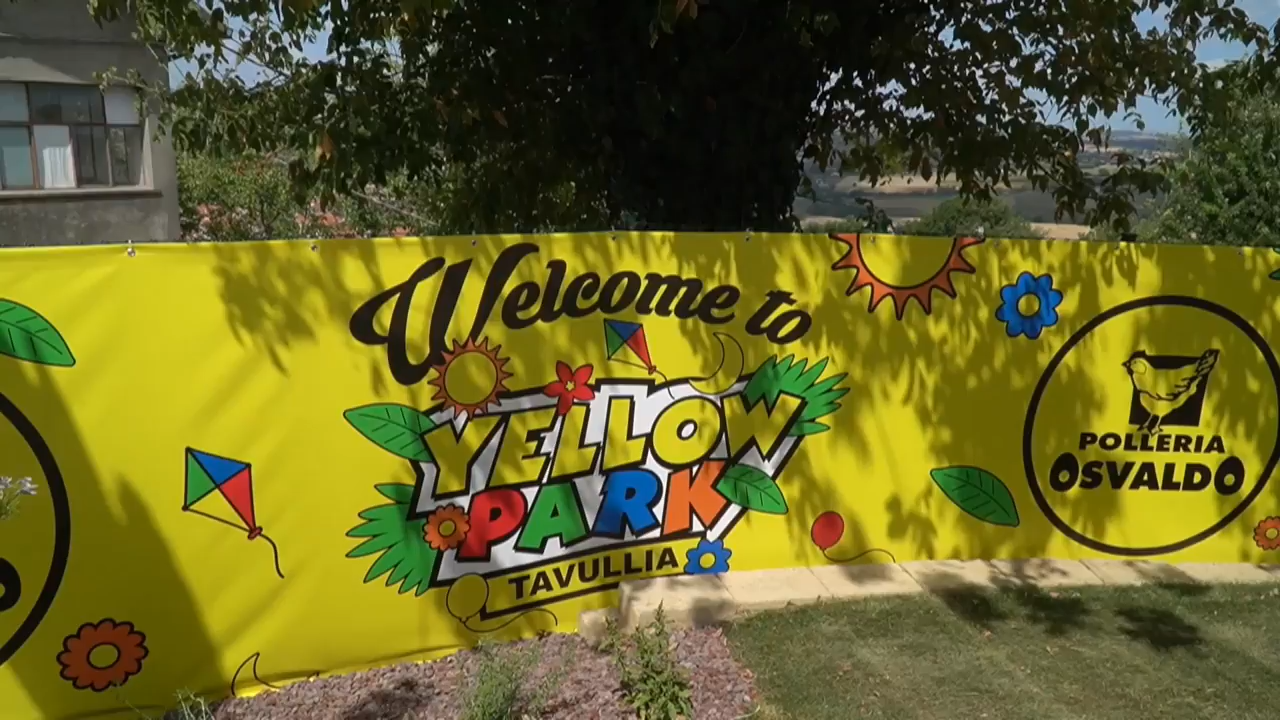 Welcome to
YELLOW
PARK
TAVULLIA
POLLERIA
OSVALDO